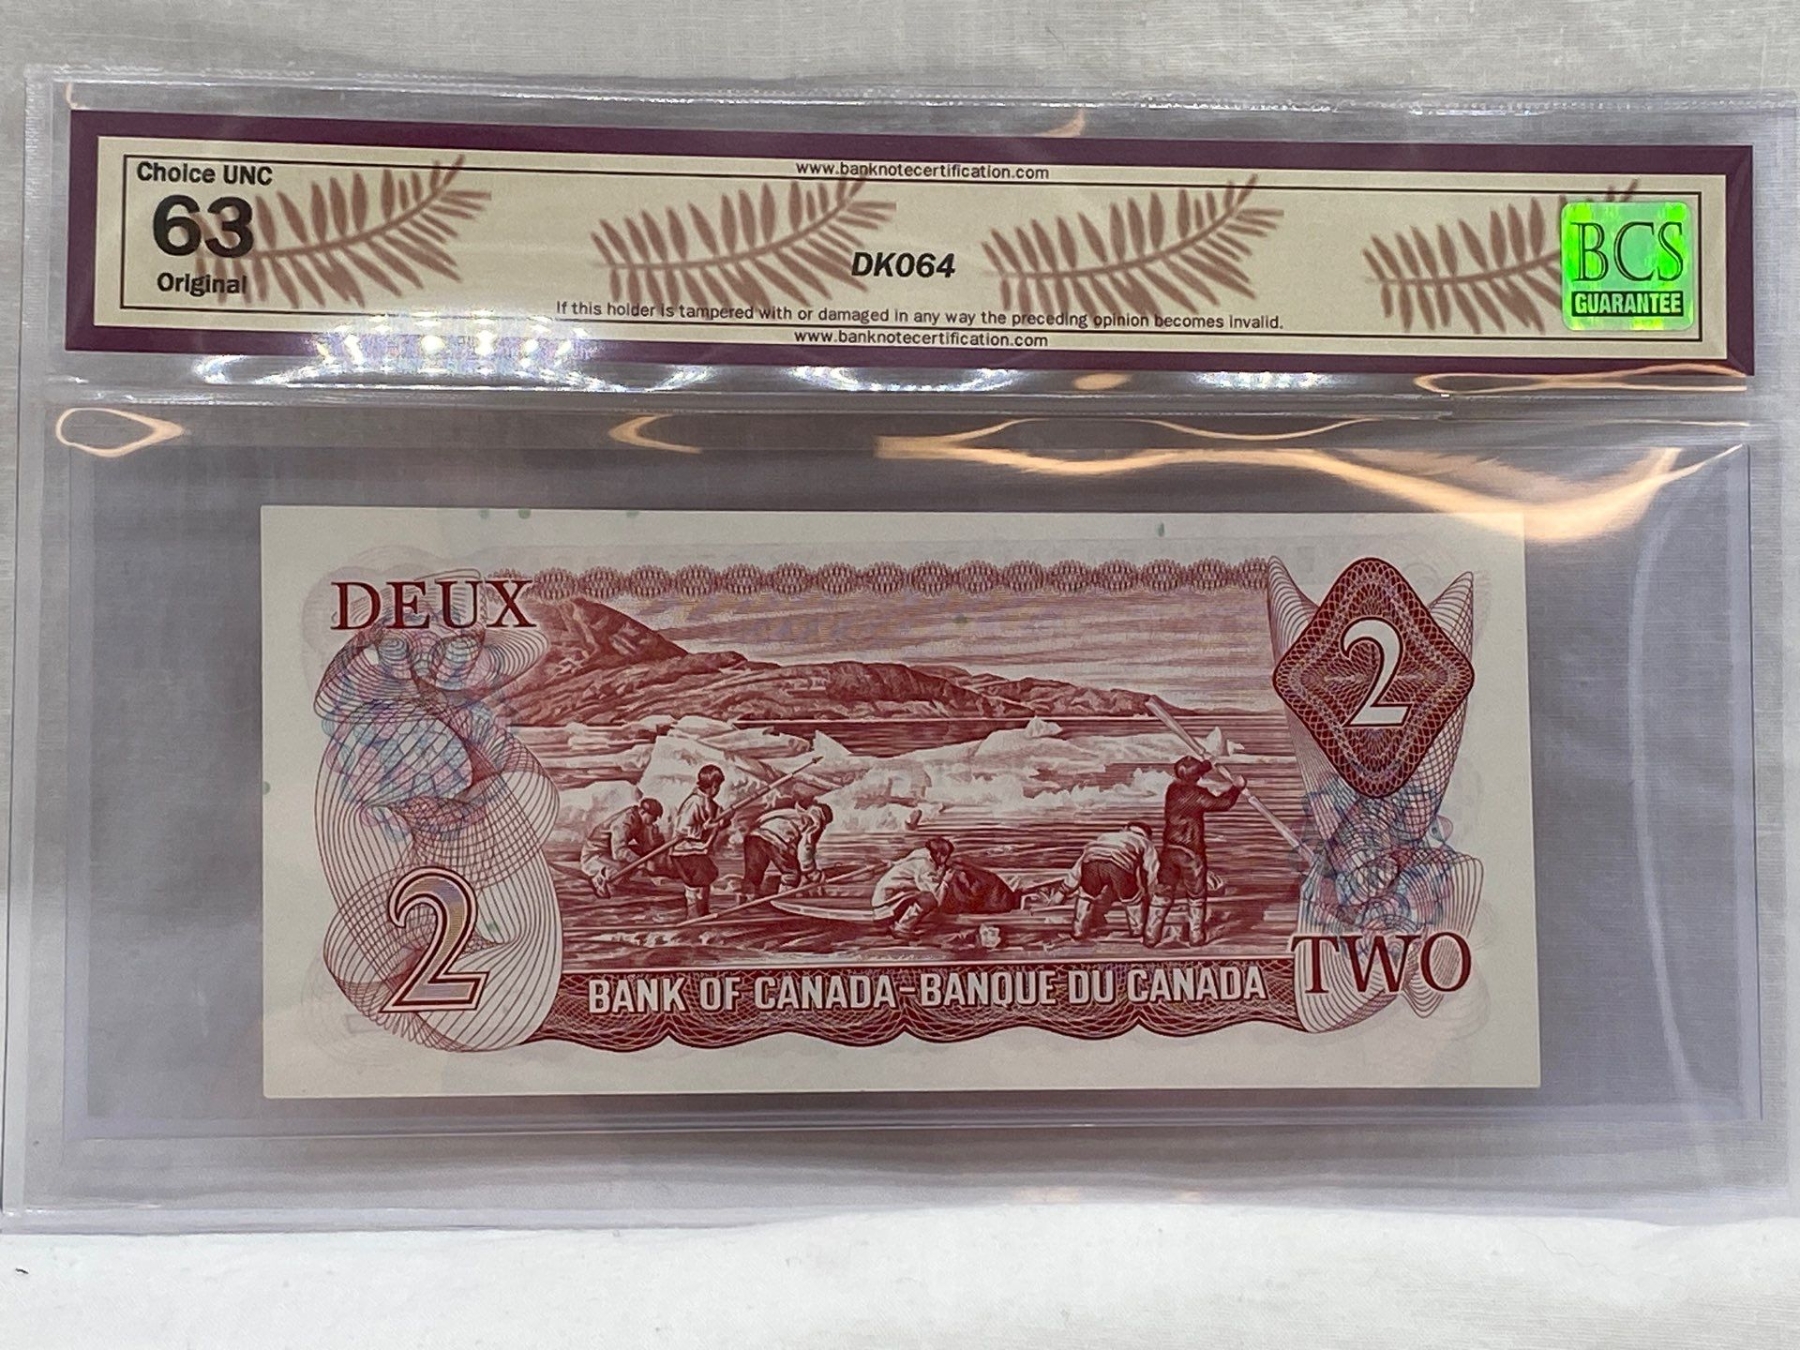 Choice UNC
63
Original
www.banknotecertification.com
DK064
If this holder is tampered with or damaged in any way the preceding opinion becomes invalid.
www.banknotecertification.com
BCS
GUARANTEE
DEUX
2
2
BANK OF CANADA-BANQUE DU CANADA
TWO